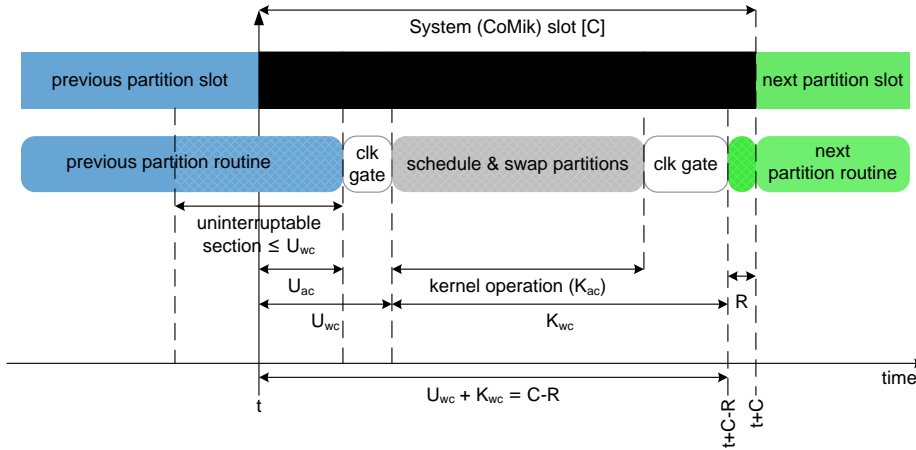 System (CoMik) slot [C]
previous partition slot
next partition slot
previous partition routine
clk
gate
schedule & swap partitions
clk gate
next
partition routine
uninterruptable
section ≤ Uwc
Uac
kernel operation (Kac)
R
Uwc
Kwc
time
t
Uwc + Kwc = C-R
t+C-R
t+C